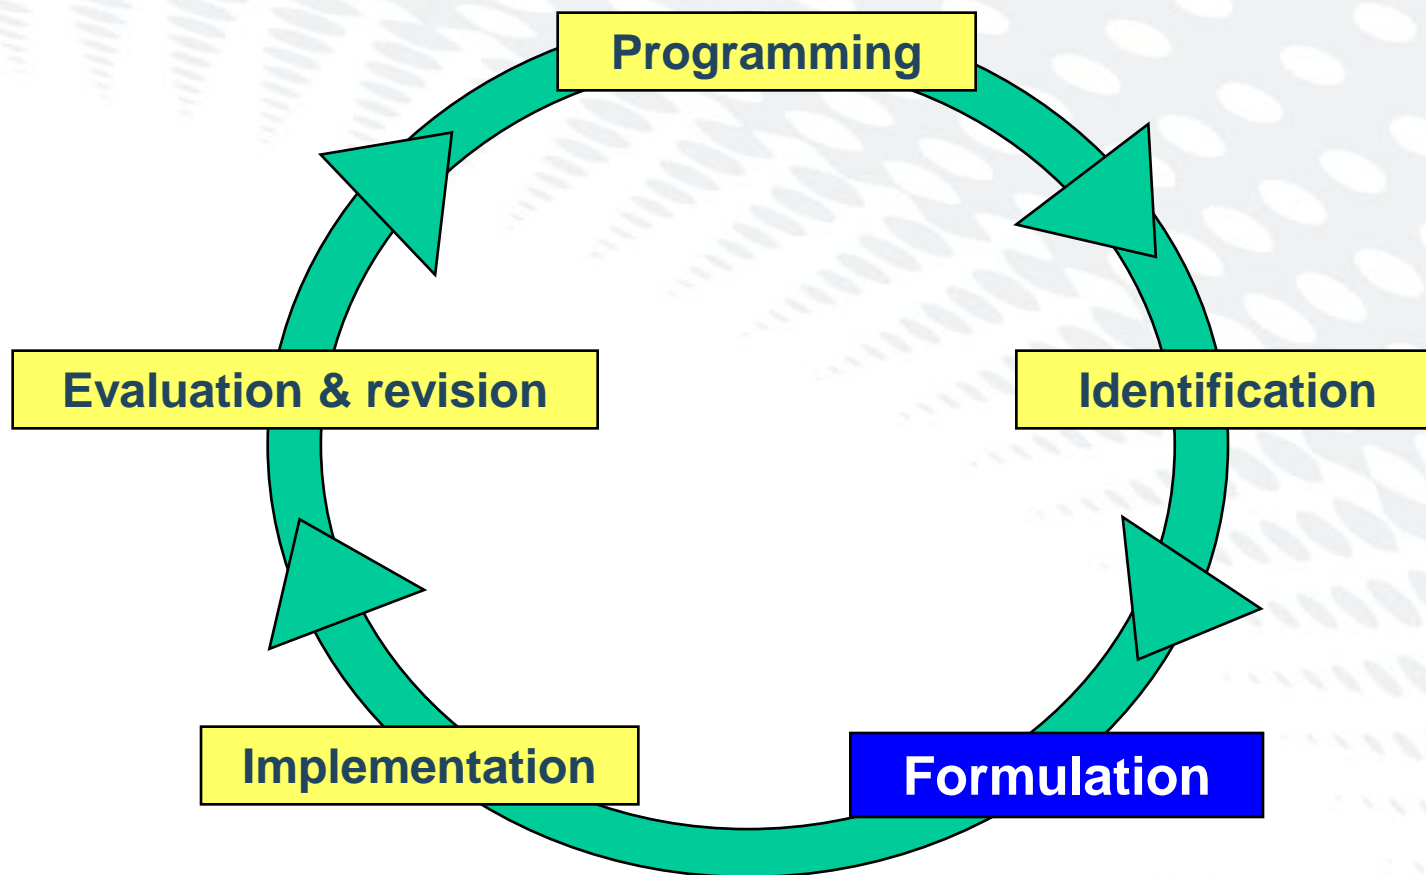 Programming
Evaluation & revision
Identification
Implementation
Formulation